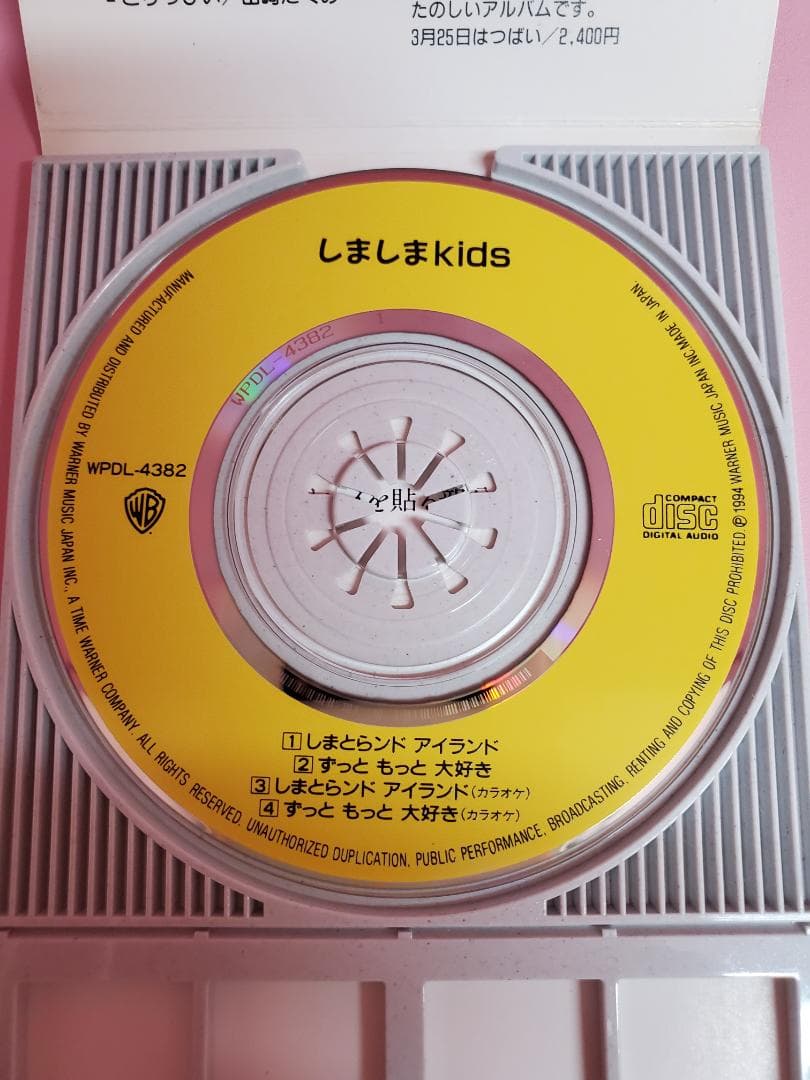 たのしいアルバムです。
3月25日はつばい/2,400円
しましまkids
WPDL-4382 1
WPDL-4382
WB
COMPACT
disc
DIGITAL AUDIO
を貼
1 しまとらンド アイランド
2 ずっと もっと 大好き
3 しまとらンド アイランド(カラオケ)
4 ずっと もっと 大好き(カラオケ)
MANUFACTURED AND DISTRIBUTED BY WARNER MUSIC JAPAN INC., A TIME WARNER COMPANY. ALL RIGHTS RESERVED. UNAUTHORIZED DUPLICATION, PUBLIC PERFORMANCE, BROADCASTING, RENTING AND COPYING OF THIS DISC PROHIBITED. Ⓟ 1994 WARNER MUSIC JAPAN INC. MADE IN JAPAN.